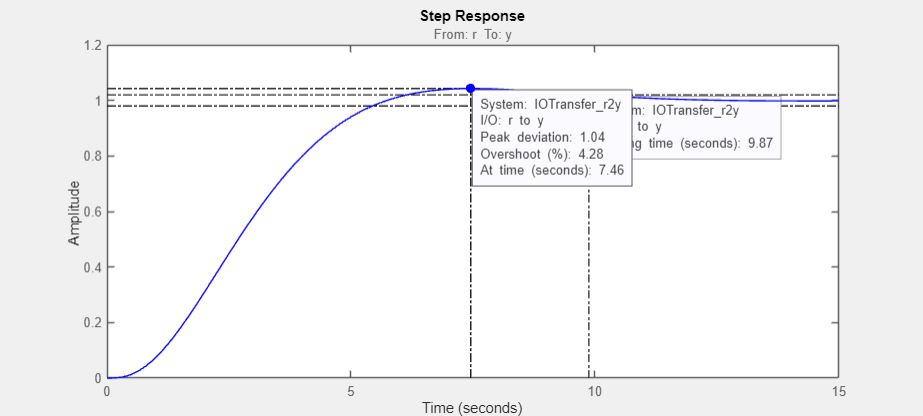 Step Response
From: r To: y
1.2
1
0.8
0.6
0.4
0.2
0
Amplitude
System: IOTransfer_r2y
I/O: r to y
Peak deviation: 1.04
Overshoot (%): 4.28
At time (seconds): 7.46
m: IOTransfer_r2y
to y
g time (seconds): 9.87
0
5
10
15
Time (seconds)